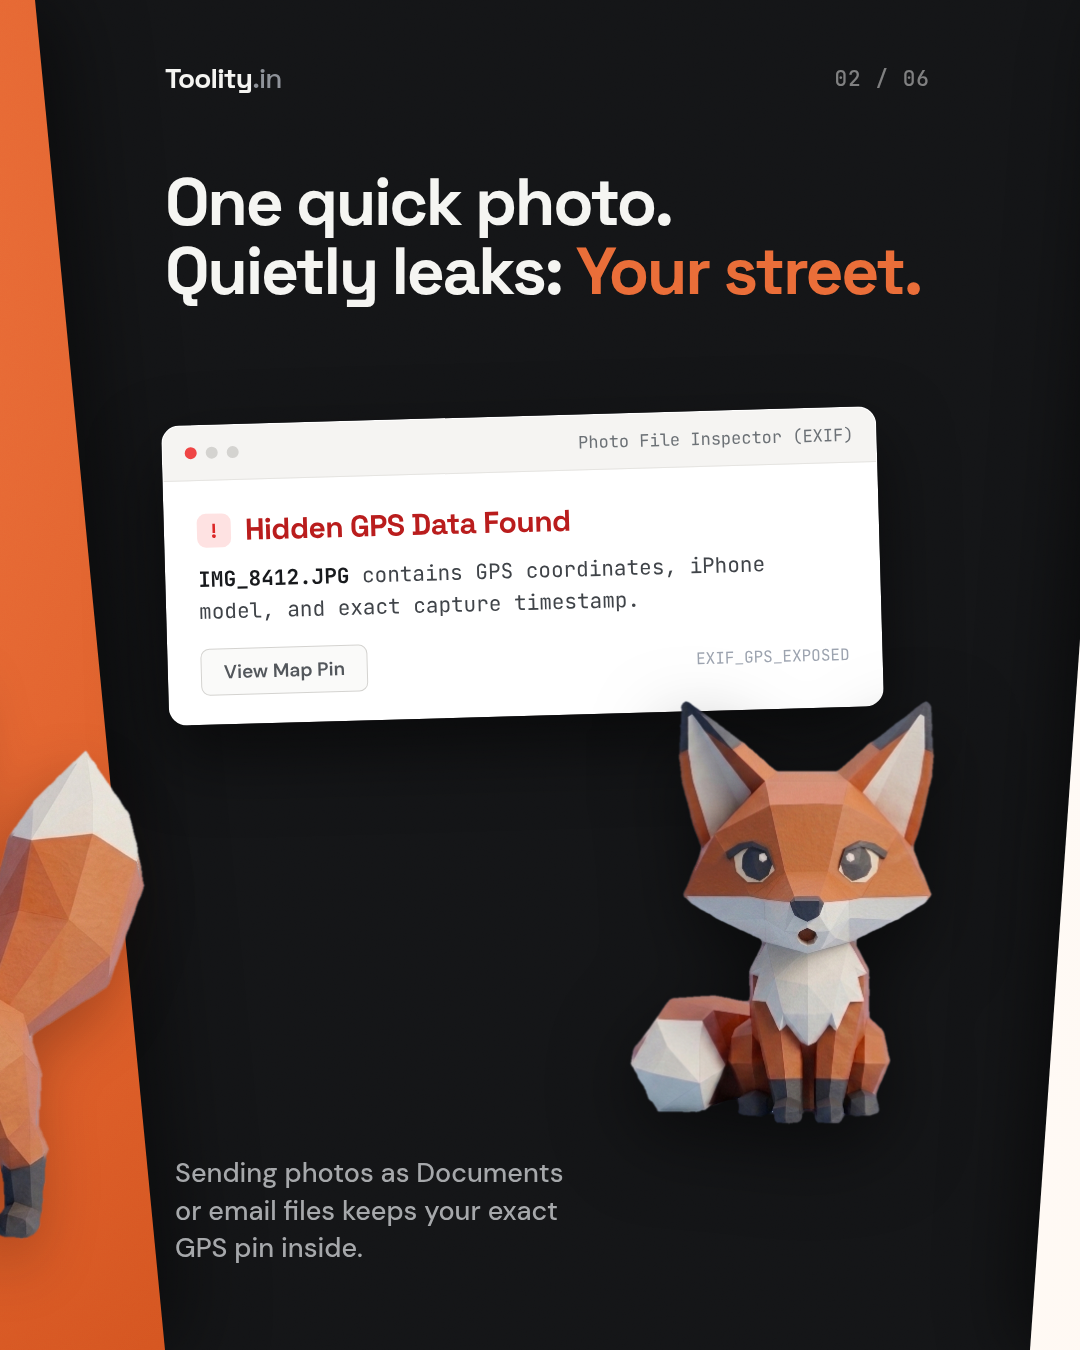 Toolity.in
02 / 06
One quick photo.
Quietly leaks: Your street.
Photo File Inspector (EXIF)
! Hidden GPS Data Found
IMG_8412.JPG contains GPS coordinates, iPhone
model, and exact capture timestamp.
View Map Pin
EXIF_GPS_EXPOSED
Sending photos as Documents
or email files keeps your exact
GPS pin inside.